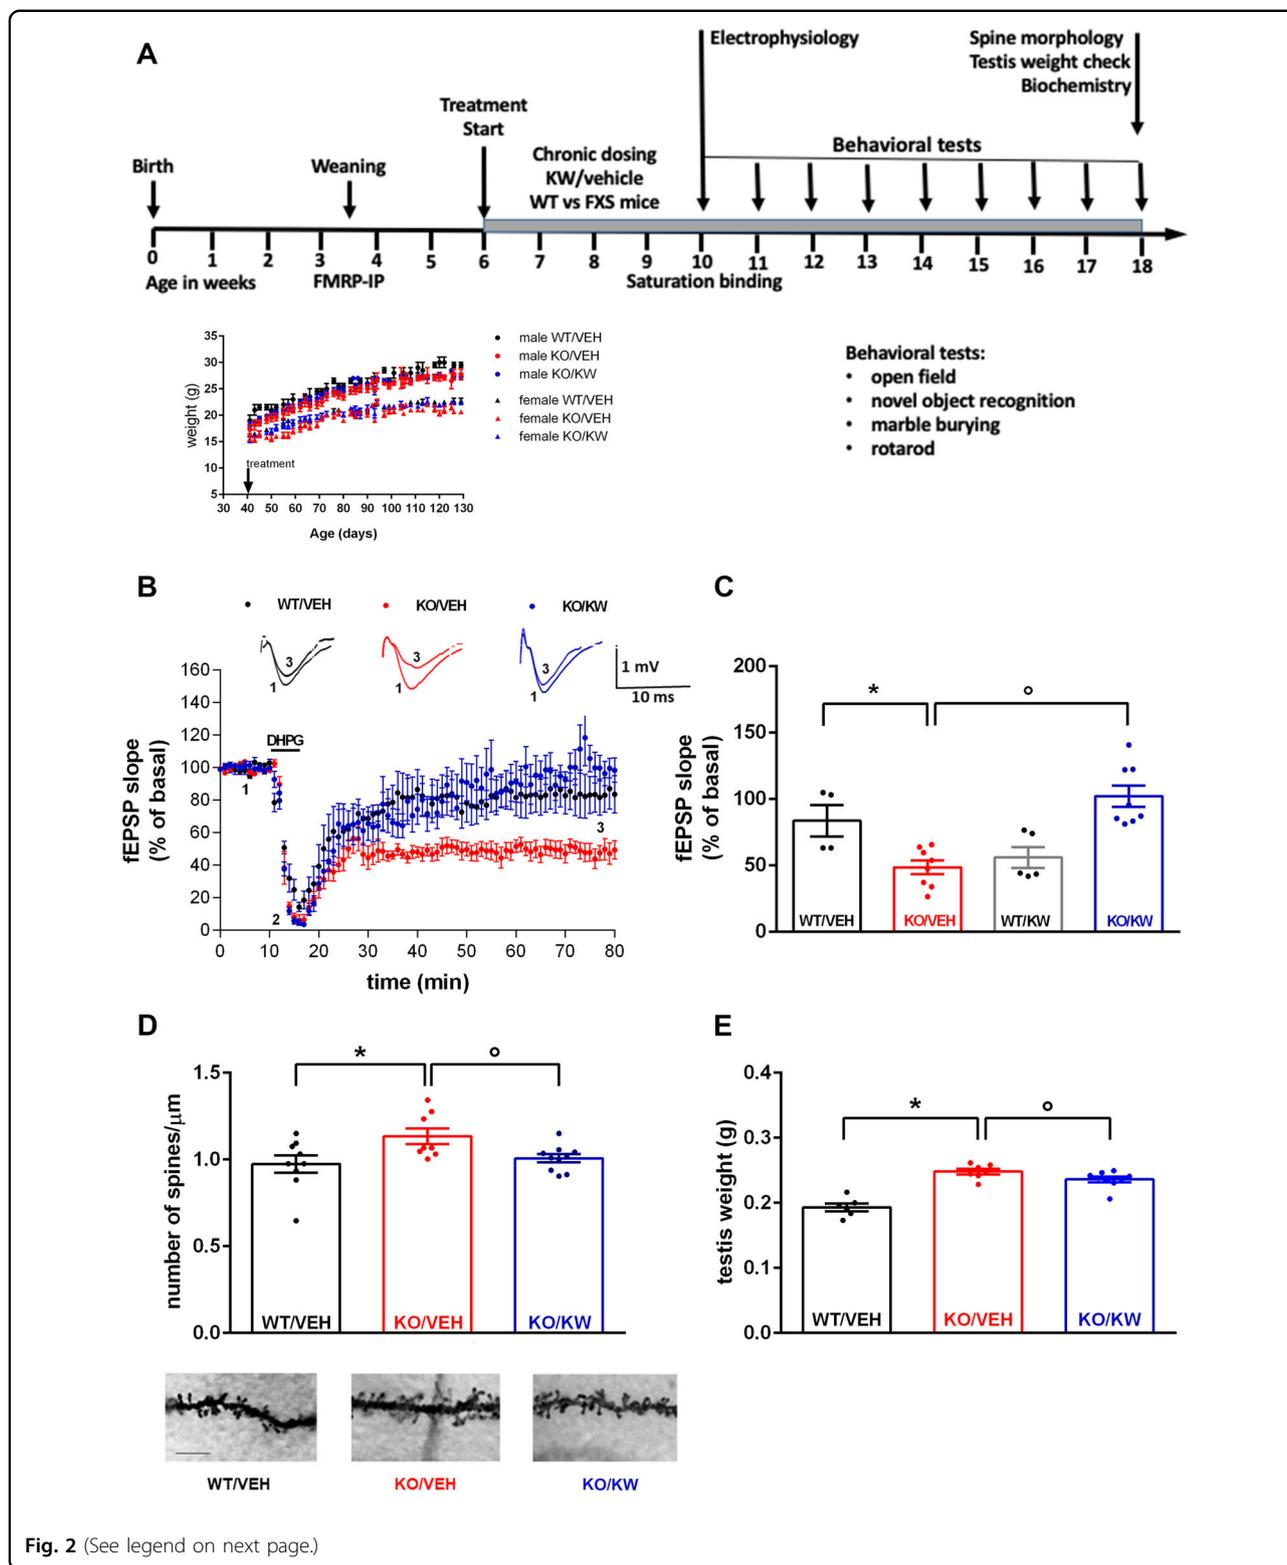 A
Electrophysiology
Spine morphology
Testis weight check
Biochemistry
Treatment
Start
Behavioral tests
Birth
Weaning
Chronic dosing
KW/vehicle
WT vs FXS mice
0 1 2 3 4 5 6 7 8 9 10 11 12 13 14 15 16 17 18
Age in weeks
FMRP-IP
Saturation binding
35
30
25
20
15
10
5
weight (g)
treatment
30 40 50 60 70 80 90 100 110 120 130
Age (days)
male WT/VEH
male KO/VEH
male KO/KW
female WT/VEH
female KO/VEH
female KO/KW
Behavioral tests:
• open field
• novel object recognition
• marble burying
• rotarod
B
WT/VEH
KO/VEH
KO/KW
3
1
3
1
3
1
1 mV
10 ms
160
140
120
100
80
60
40
20
0
fEPSP slope
(% of basal)
DHPG
1
2
3
0 10 20 30 40 50 60 70 80
time (min)
C
200
150
100
50
0
fEPSP slope
(% of basal)
* °
WT/VEH KO/VEH WT/KW KO/KW
D
1.5
1.0
0.5
0.0
number of spines/μm
* °
WT/VEH KO/VEH KO/KW
WT/VEH KO/VEH KO/KW
E
0.4
0.3
0.2
0.1
0.0
testis weight (g)
* °
WT/VEH KO/VEH KO/KW
Fig. 2 (See legend on next page.)